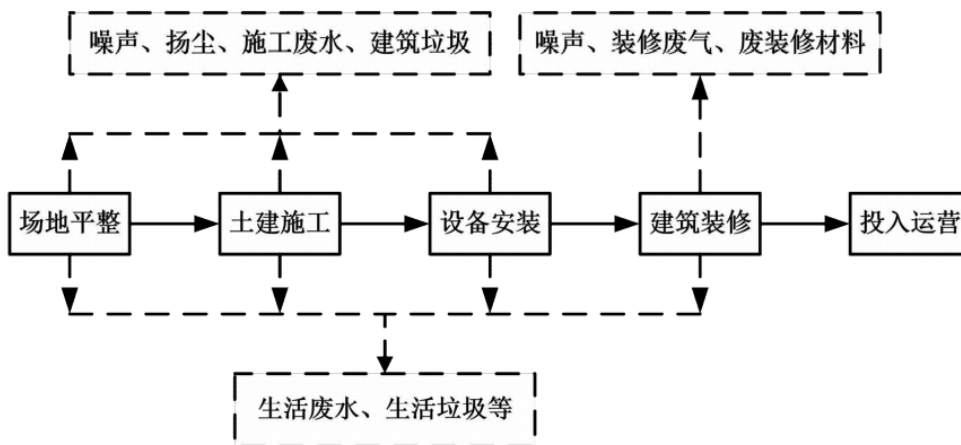 噪声、扬尘、施工废水、建筑垃圾
噪声、装修废气、废装修材料
场地平整
土建施工
设备安装
建筑装修
投入运营
生活废水、生活垃圾等